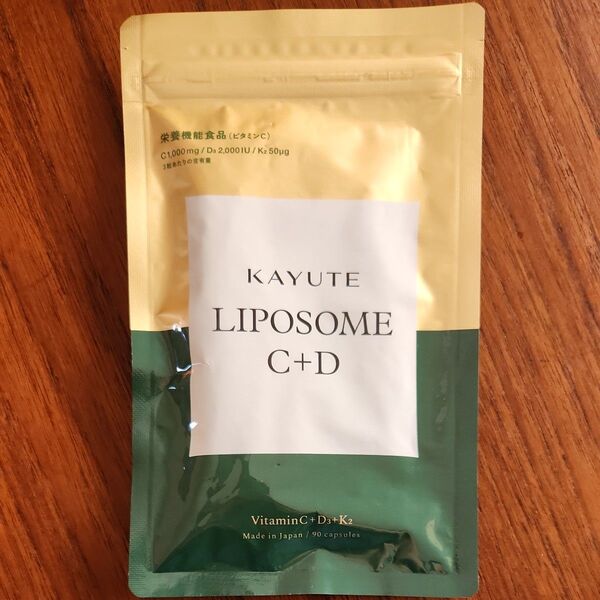 栄養機能食品（ビタミンC）
C 1,000mg / D3 2,000IU / K2 50μg
3粒あたりの含有量
KAYUTE
LIPOSOME
C+D
VitaminC+D3+K2
Made in Japan / 90 capsules